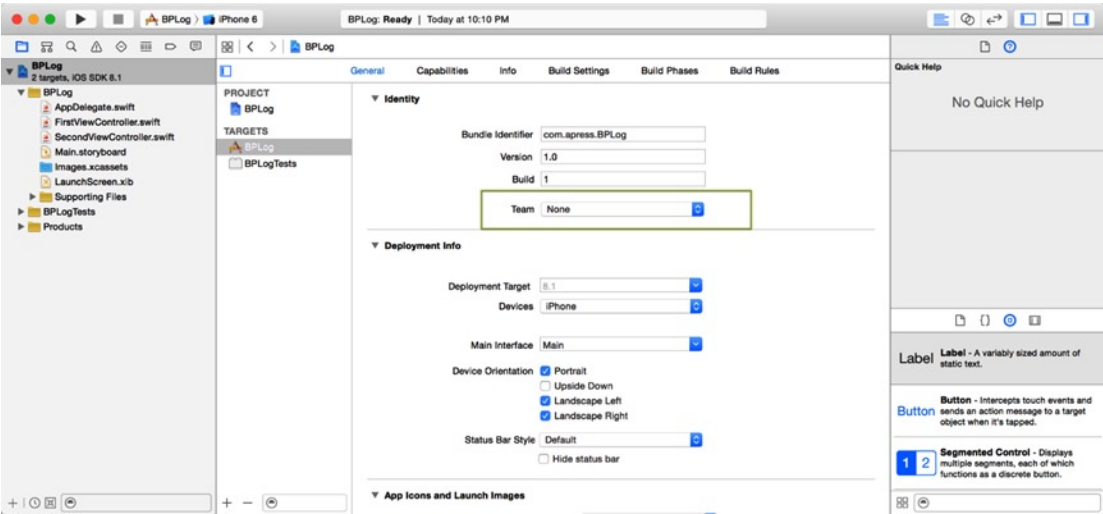 BPLog
iPhone 6
BPLog: Ready | Today at 10:10 PM
BPLog
BPLog
2 targets, iOS SDK 8.1
BPLog
AppDelegate.swift
FirstViewController.swift
SecondViewController.swift
Main.storyboard
Images.xcassets
LaunchScreen.xib
Supporting Files
BPLogTests
Products
PROJECT
BPLog
TARGETS
BPLog
BPLogTests
General Capabilities Info Build Settings Build Phases Build Rules
Identity
Bundle Identifier com.apress.BPLog
Version 1.0
Build 1
Team None
Deployment Info
Deployment Target 8.1
Devices iPhone
Main Interface Main
Device Orientation Portrait
Upside Down
Landscape Left
Landscape Right
Status Bar Style Default
Hide status bar
App Icons and Launch Images
Quick Help
No Quick Help
Label Label - A variably sized amount of
static text.
Button - Intercepts touch events and
Button sends an action message to a target
object when it's tapped.
Segmented Control - Displays
1 2 multiple segments, each of which
functions as a discrete button.